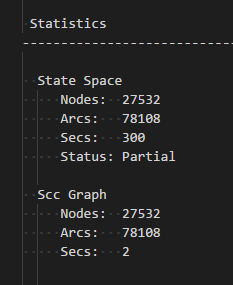 Statistics
------------------------------
State Space
Nodes: 27532
Arcs: 78108
Secs: 300
Status: Partial
Scc Graph
Nodes: 27532
Arcs: 78108
Secs: 2